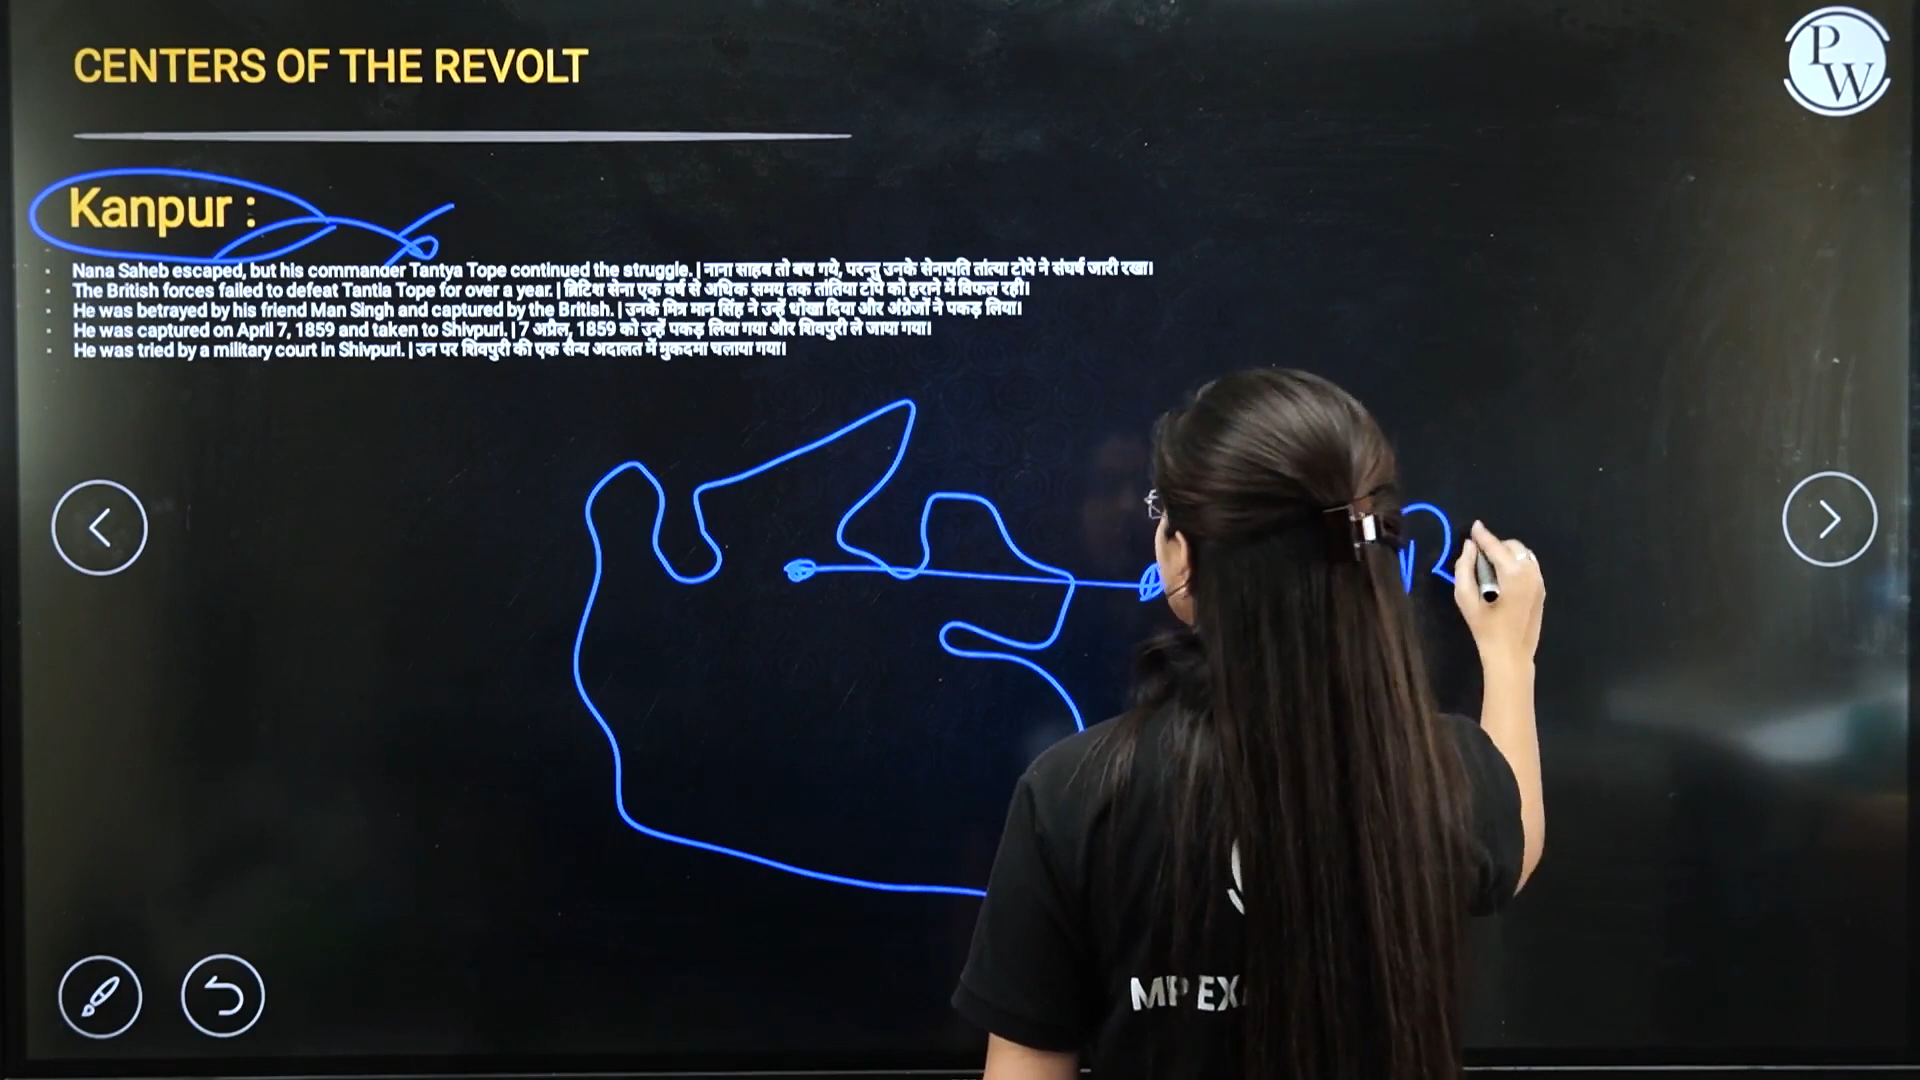 CENTERS OF THE REVOLT
PW
Kanpur :
Nana Saheb escaped, but his commander Tantya Tope continued the struggle. | नाना साहब तो बच गये, परन्तु उनके सेनापति तांत्या टोपे ने संघर्ष जारी रखा।
The British forces failed to defeat Tantia Tope for over a year. | ब्रिटिश सेना एक वर्ष से अधिक समय तक तांतिया टोपे को हराने में विफल रही।
He was betrayed by his friend Man Singh and captured by the British. | उनके मित्र मान सिंह ने उन्हें धोखा दिया और अंग्रेजों ने पकड़ लिया।
He was captured on April 7, 1859 and taken to Shivpuri. | 7 अप्रैल, 1859 को उन्हें पकड़ लिया गया और शिवपुरी ले जाया गया।
He was tried by a military court in Shivpuri. | उन पर शिवपुरी की एक सैन्य अदालत में मुकदमा चलाया गया।
MP EX